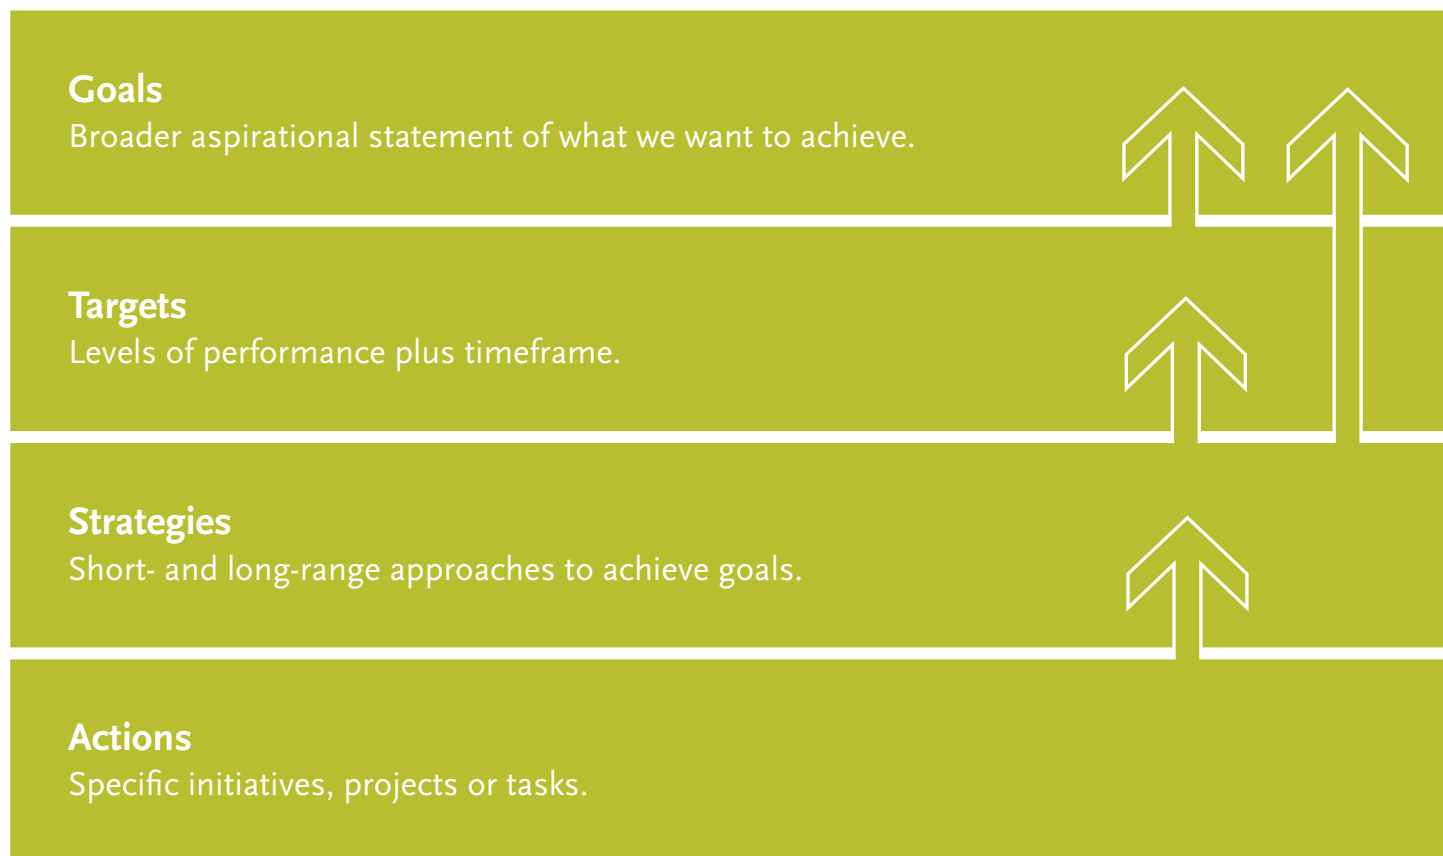 Goals
Broader aspirational statement of what we want to achieve.
Targets
Levels of performance plus timeframe.
Strategies
Short- and long-range approaches to achieve goals.
Actions
Specific initiatives, projects or tasks.